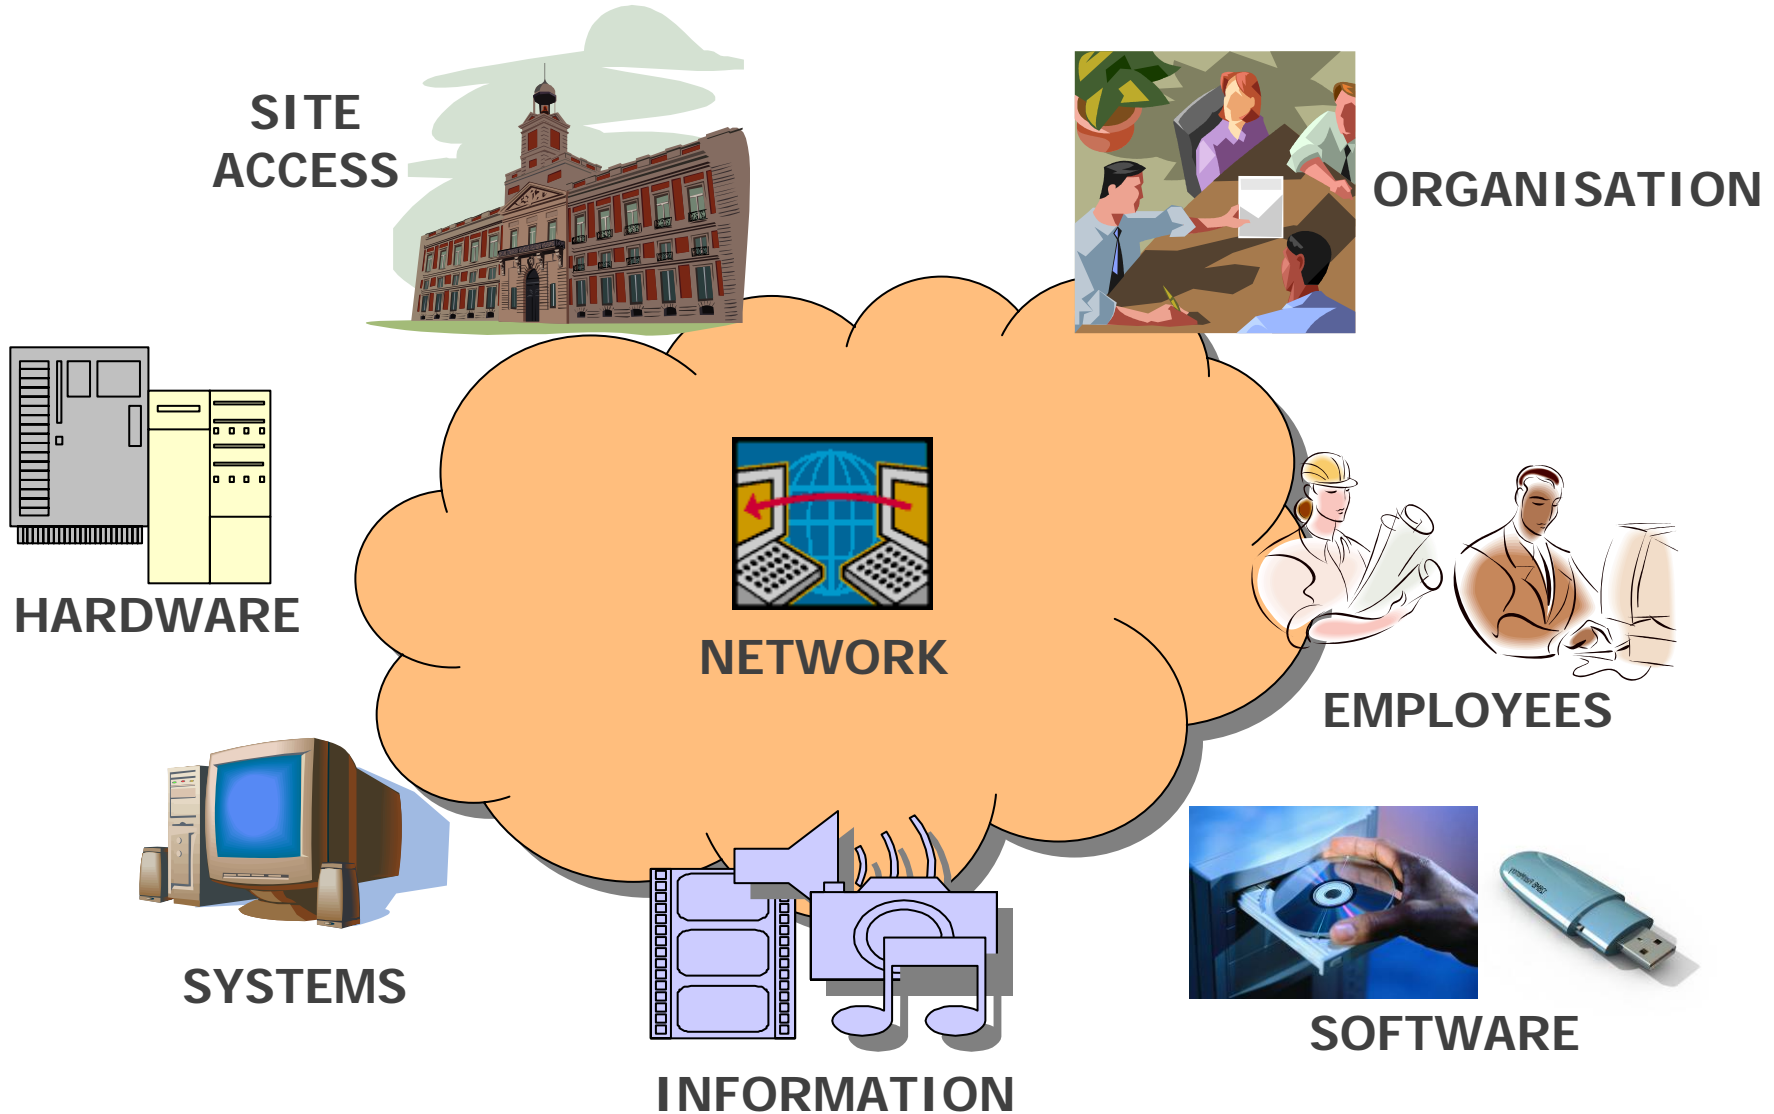 SITE
ACCESS
ORGANISATION
HARDWARE
NETWORK
EMPLOYEES
SYSTEMS
SOFTWARE
INFORMATION